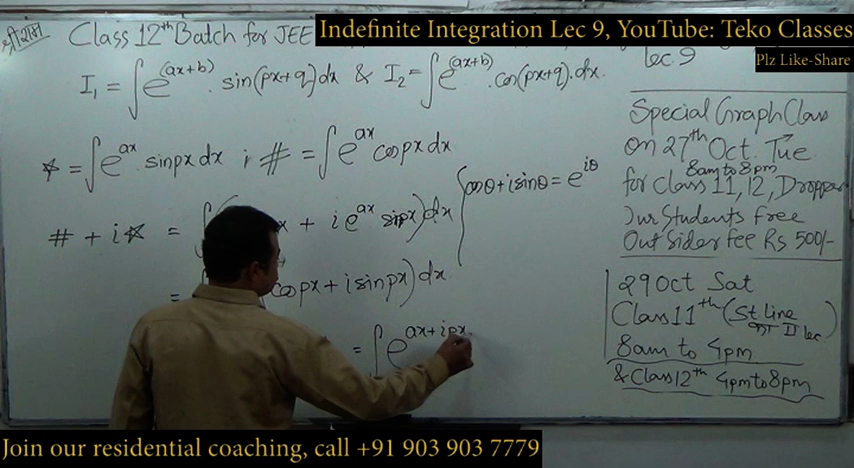 Indefinite Integration Lec 9, YouTube: Teko Classes
Plz Like-Share
श्रीराम
Class 12th Batch for JEE
Lec. 9
I₁ = ∫e^(ax+b) . sin(px+q) dx & I₂ = ∫e^(ax+b) . cos(px+q) . dx.
☆ = ∫e^ax sinpx dx ; # = ∫e^ax cospx dx
cosθ + i sinθ = e^iθ
# + i☆ = ∫( x + i e^ax sinpx) dx
= cospx + i sinpx) dx
= ∫e^ax+ipx
Special Graph Class
on 27th Oct. Tue
8am to 8pm
for Class 11, 12, Dropper
Our Students free
Out Sider fee Rs 500/-
29 Oct Sat
Class 11th (St. Line
II lec.)
8am to 4pm
& Class 12th 4pm to 8pm
Join our residential coaching, call +91 903 903 7779